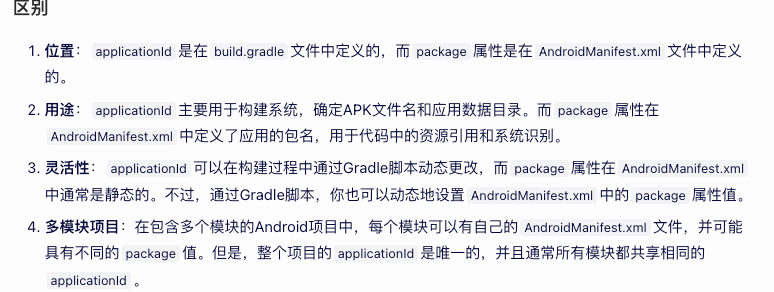 区别
1. 位置： applicationId 是在 build.gradle 文件中定义的，而 package 属性是在 AndroidManifest.xml 文件中定义
的。
2. 用途： applicationId 主要用于构建系统，确定APK文件名和应用数据目录。而 package 属性在
AndroidManifest.xml 中定义了应用的包名，用于代码中的资源引用和系统识别。
3. 灵活性： applicationId 可以在构建过程中通过Gradle脚本动态更改，而 package 属性在 AndroidManifest.xml
中通常是静态的。不过，通过Gradle脚本，你也可以动态地设置 AndroidManifest.xml 中的 package 属性值。
4. 多模块项目：在包含多个模块的Android项目中，每个模块可以有自己的 AndroidManifest.xml 文件，并可能
具有不同的 package 值。但是，整个项目的 applicationId 是唯一的，并且通常所有模块都共享相同的
applicationId 。